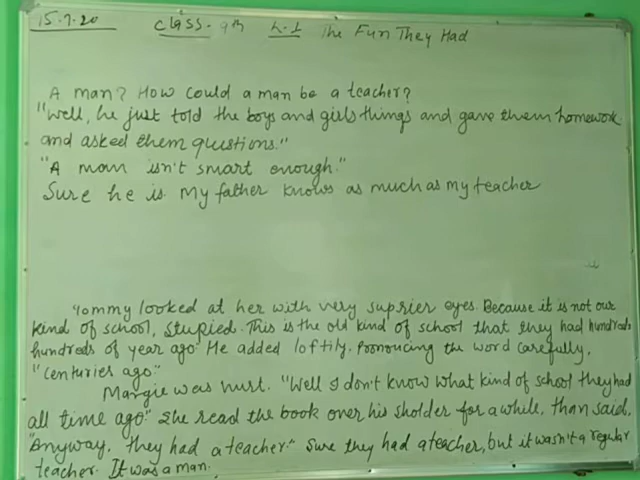 15.7.20 Class. 9th L.1 The Fun They Had
A man? How could a man be a teacher?
"Well, he just told the boys and girls things and gave them homework
and asked them questions."
"A man isn't smart enough."
Sure he is. My father knows as much as my teacher
Tommy looked at her with very suprier eyes. Because it is not our
kind of school, stupied. This is the old kind of school that they had hundreds
hundreds of year ago. He added loftily. Pronoucing the word carefully,
"Centuries ago."
Margie was hurt. "Well I don't know what kind of school they had
all time ago." She read the book over his sholder for a while, than said,
"Anyway, they had a teacher." Sure they had a teacher, but it wasn't a regular
teacher. It was a man.